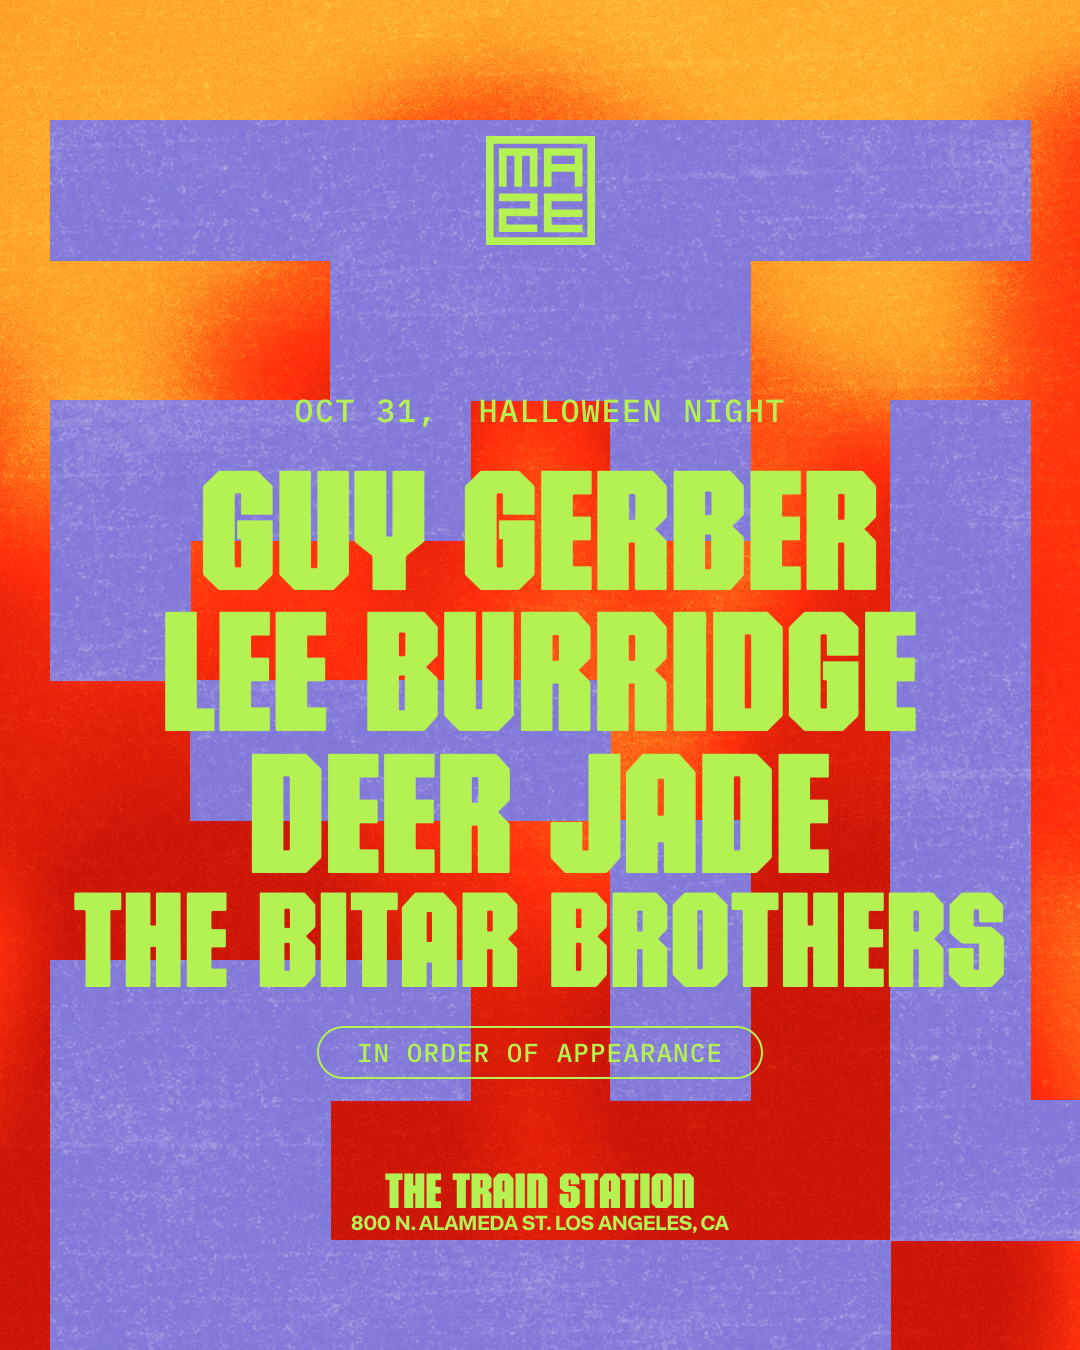 MA
ZE
OCT 31, HALLOWEEN NIGHT
GUY GERBER
LEE BURRIDGE
DEER JADE
THE BITAR BROTHERS
IN ORDER OF APPEARANCE
THE TRAIN STATION
800 N. ALAMEDA ST. LOS ANGELES, CA